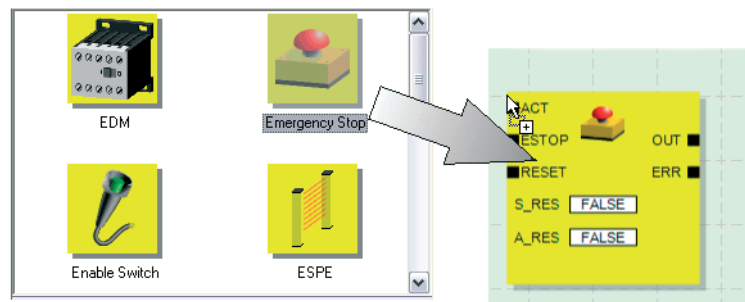 EDM
Emergency Stop
Enable Switch
ESPE
ACT
ESTOP OUT
RESET ERR
S_RES FALSE
A_RES FALSE